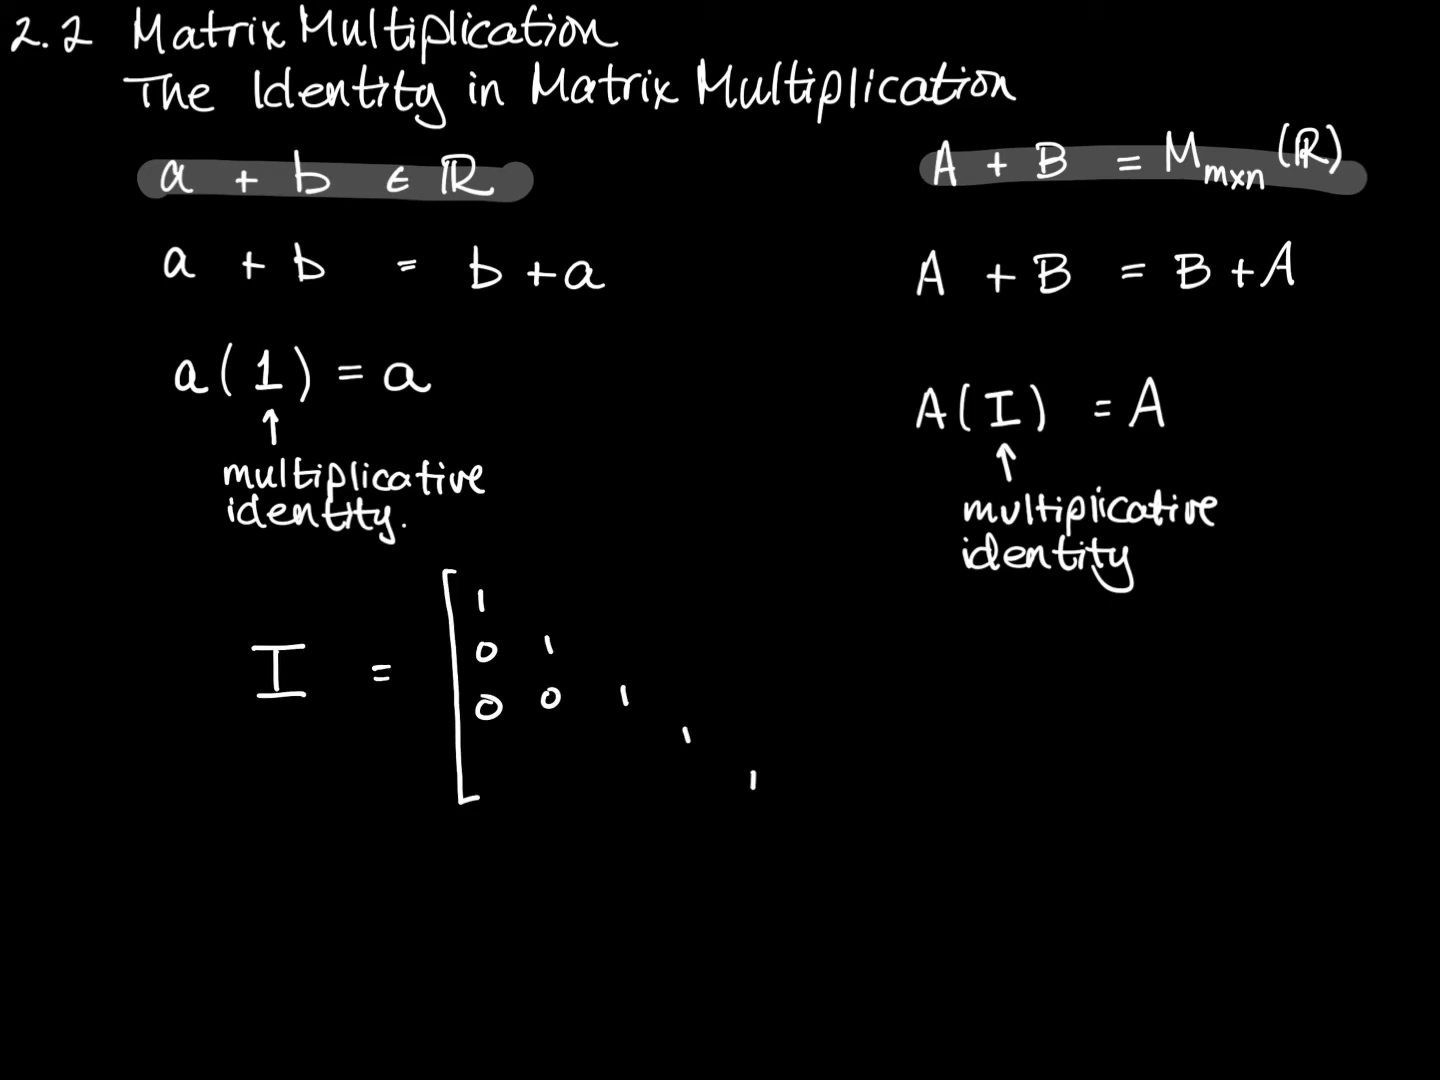 2.2 Matrix Multiplication
The Identity in Matrix Multiplication
a + b ∈ ℝ
A + B = M_{m×n}(ℝ)
a + b = b + a
A + B = B + A
a(1) = a
A(I) = A
↑
multiplicative
identity.
↑
multiplicative
identity
I = [
1
0 1
0 0 1
1
1